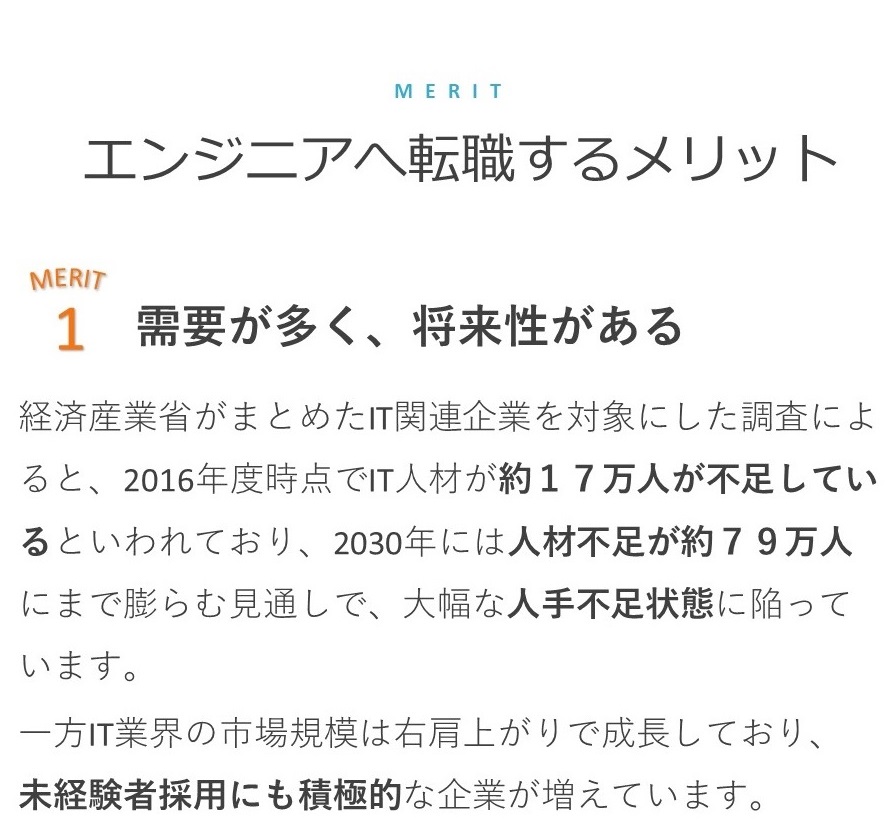 MERIT
エンジニアへ転職するメリット
MERIT
1 需要が多く、将来性がある
経済産業省がまとめたIT関連企業を対象にした調査によ
ると、2016年度時点でIT人材が約１７万人が不足してい
るといわれており、2030年には人材不足が約７９万人
にまで膨らむ見通しで、大幅な人手不足状態に陥って
います。
一方IT業界の市場規模は右肩上がりで成長しており、
未経験者採用にも積極的な企業が増えています。